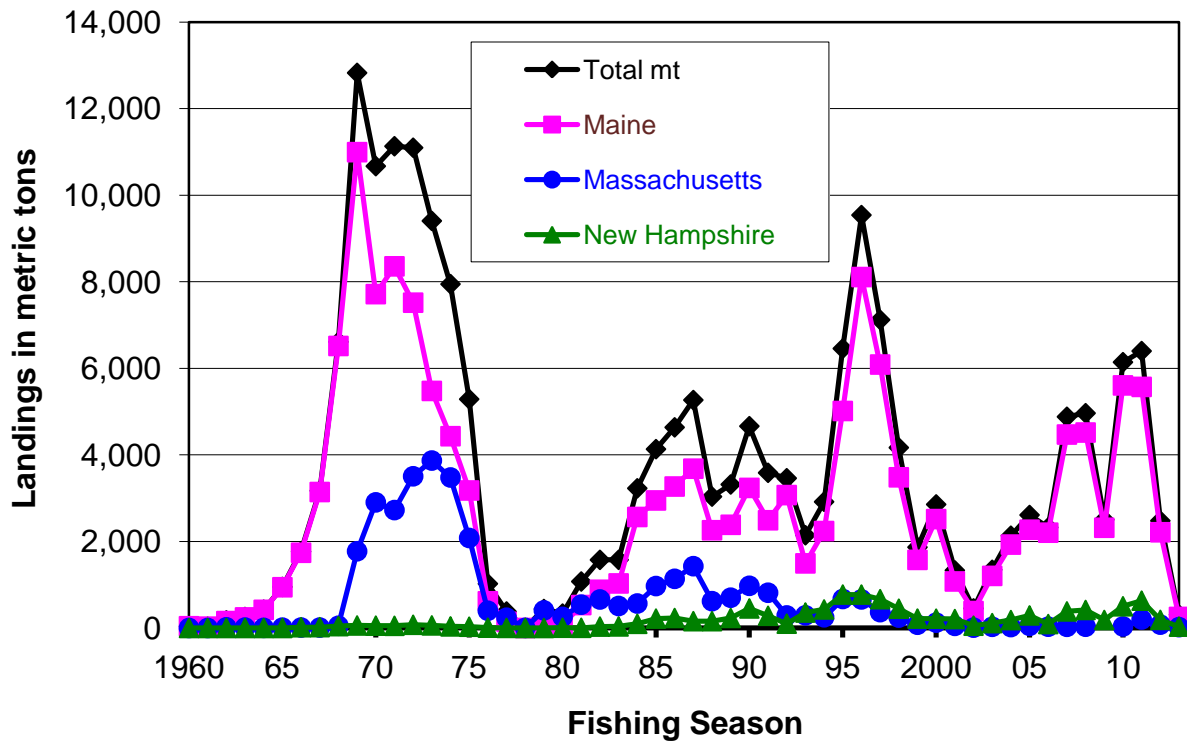 14,000
12,000
10,000
8,000
6,000
4,000
2,000
0
Landings in metric tons
Total mt
Maine
Massachusetts
New Hampshire
1960 65 70 75 80 85 90 95 2000 05 10
Fishing Season